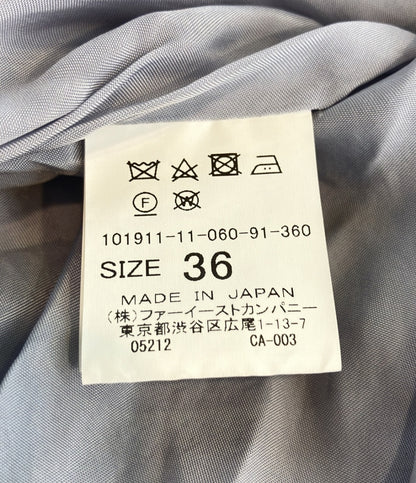 F W
101911-11-060-91-360
SIZE 36
MADE IN JAPAN
(株)ファーイーストカンパニー
東京都渋谷区広尾1-13-7
05212 CA-003